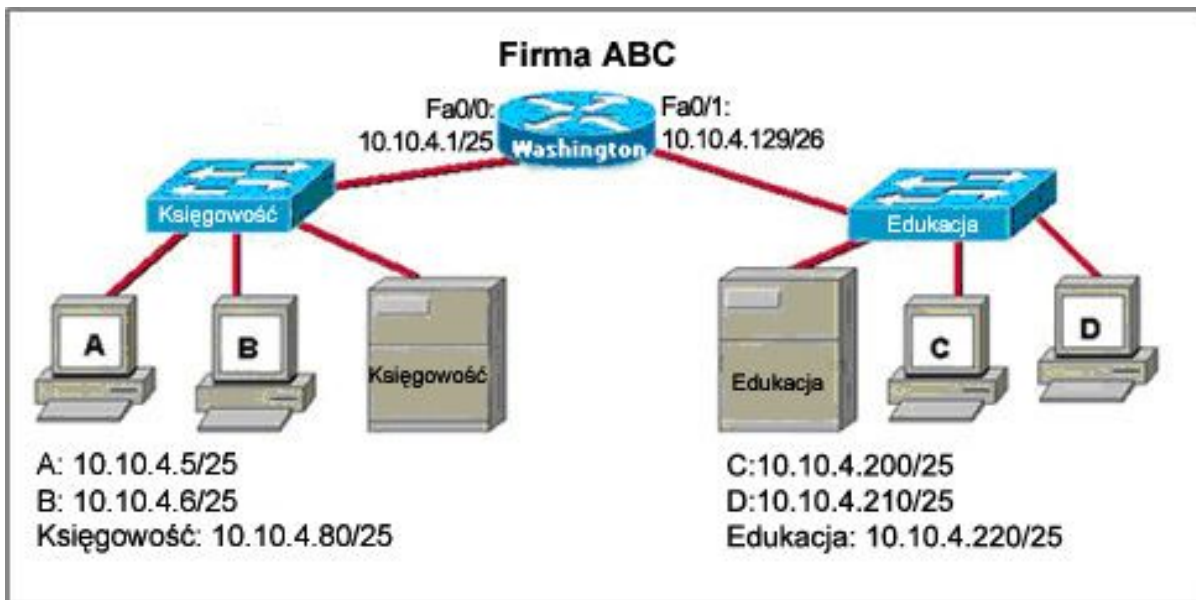 Firma ABC
Fa0/0:
10.10.4.1/25
Fa0/1:
10.10.4.129/26
Washington
Księgowość
Edukacja
A
B
Księgowość
Edukacja
C
D
A: 10.10.4.5/25
B: 10.10.4.6/25
Księgowość: 10.10.4.80/25
C:10.10.4.200/25
D:10.10.4.210/25
Edukacja: 10.10.4.220/25